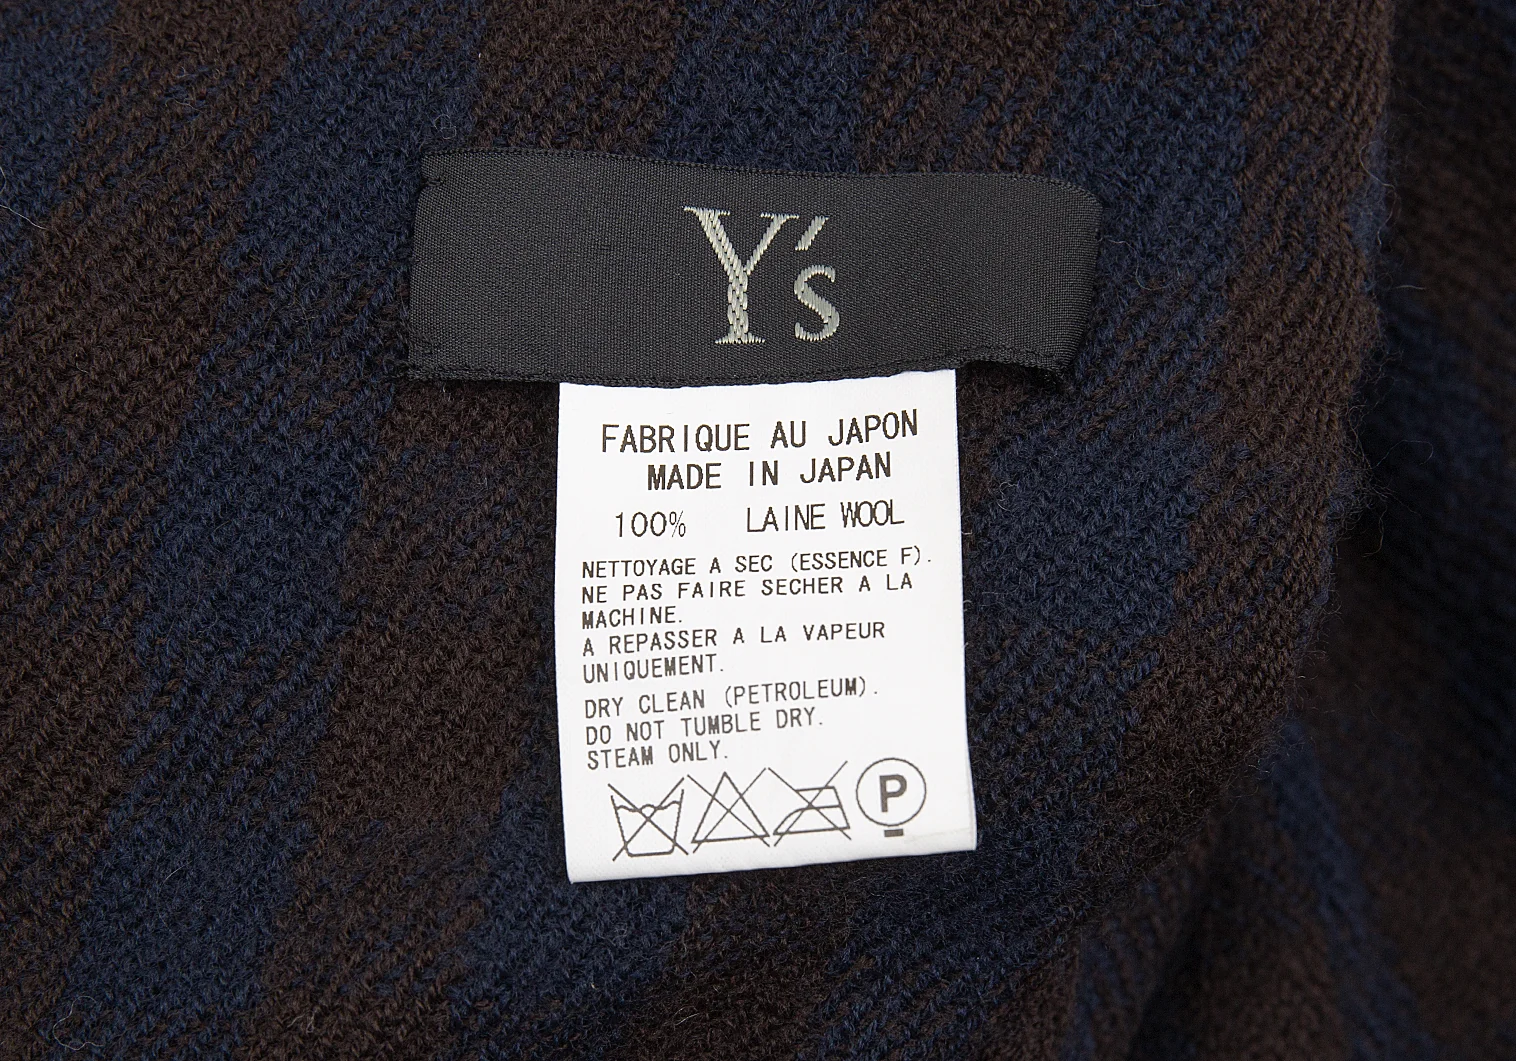 Y's
FABRIQUE AU JAPON
MADE IN JAPAN
100% LAINE WOOL
NETTOYAGE A SEC (ESSENCE F).
NE PAS FAIRE SECHER A LA
MACHINE.
A REPASSER A LA VAPEUR
UNIQUEMENT.
DRY CLEAN (PETROLEUM).
DO NOT TUMBLE DRY.
STEAM ONLY.
P